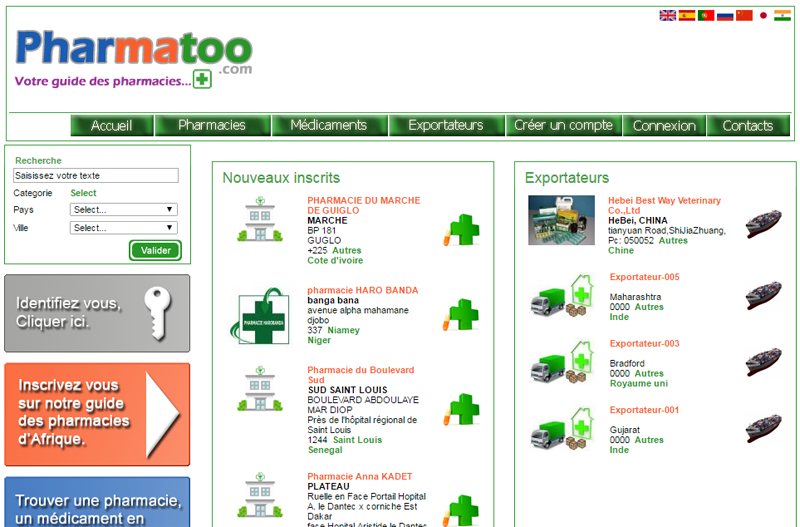 Pharmatoo
.com
Votre guide des pharmacies...
Accueil
Pharmacies
Médicaments
Exportateurs
Créer un compte
Connexion
Contacts
Recherche
Saisissez votre texte
Categorie Select
Pays Select...
Ville Select...
Valider
Identifiez vous,
Cliquer ici.
Inscrivez vous
sur notre guide
des pharmacies
d'Afrique.
Trouver une pharmacie,
un médicament en
Nouveaux inscrits
PHARMACIE DU MARCHE
DE GUIGLO
MARCHE
BP 181
GUGLO
+225 Autres
Cote d'ivoire
PHARMACIE HAROBANDA
pharmacie HARO BANDA
banga bana
avenue alpha mahamane
djobo
337 Niamey
Niger
Pharmacie du Boulevard
Sud
SUD SAINT LOUIS
BOULEVARD ABDOULAYE
MAR DIOP
Près de l'hôpital régional de
Saint Louis
1244 Saint Louis
Senegal
Pharmacie Anna KADET
PLATEAU
Ruelle en Face Portail Hopital
A. le Dantec x corniche Est
Dakar
face Hopital Aristide le Dantec
Exportateurs
Hebei Best Way Veterinary
Co.,Ltd
HeBei, CHINA
tianyuan Road,ShiJiaZhuang,
Pc: 050052 Autres
Chine
Exportateur-005
Maharashtra
0000 Autres
Inde
Exportateur-003
Bradford
0000 Autres
Royaume uni
Exportateur-001
Gujarat
0000 Autres
Inde